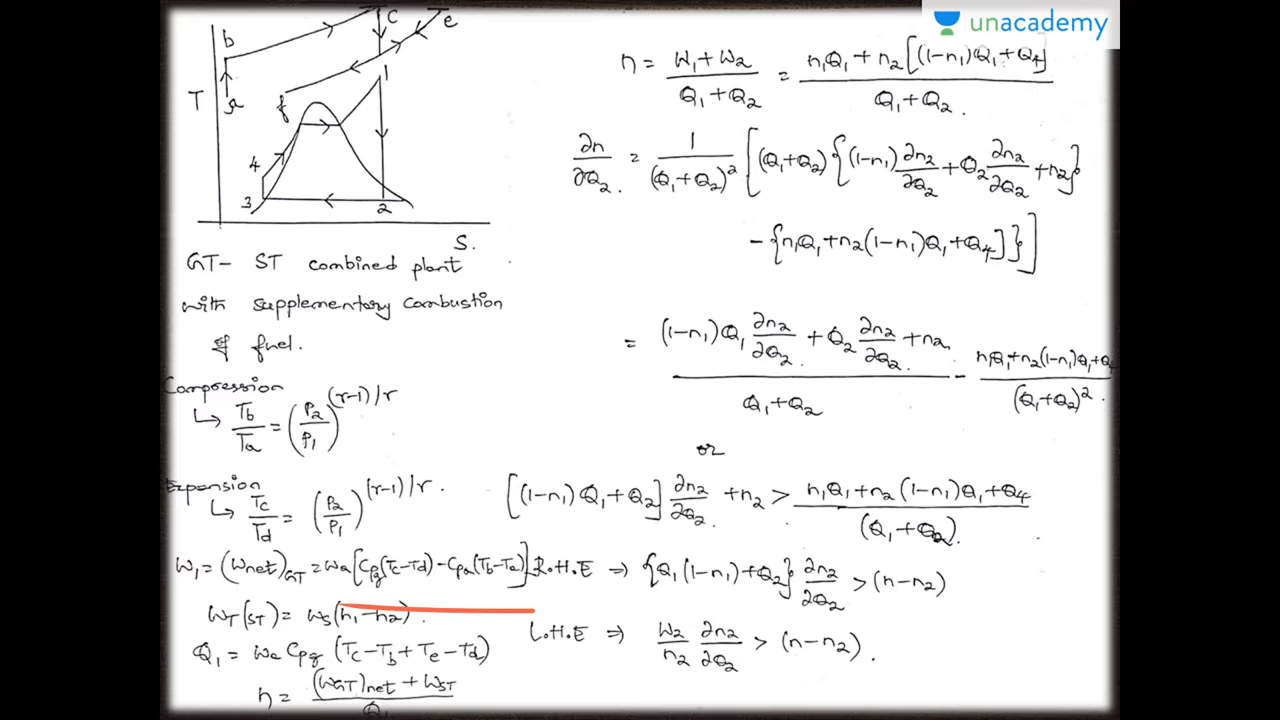 unacademy
b
c
e
T
a
f
1
4
3
2
S.
GT- ST combined plant
with supplementary combustion
of fuel.
Compression
↳ Tb/Ta = (P2/P1)^(r-1)/r
Expansion
↳ Tc/Td = (P2/P1)^(r-1)/r .
W1 = (Wnet)GT = wa[Cpg(Tc-Td) - Cpa(Tb-Ta)]
WT(ST) = ws(h1-h2).
Q1 = wa Cpg (Tc-Tb+Te-Td)
η = ((WGT)net + WST)/Q1
η = (W1+W2)/(Q1+Q2) = (η1Q1+η2[(1-η1)Q1+Q4])/(Q1+Q2).
∂η/∂Q2. = 1/(Q1+Q2)² [(Q1+Q2){(1-η1)∂η2/∂Q2+Q2 ∂η2/∂Q2+η2}
-{η1Q1+η2(1-η1)Q1+Q4]}]
= ((1-η1)Q1 ∂η2/∂Q2. + Q2 ∂η2/∂Q2.+η2)/(Q1+Q2) - (η1Q1+η2(1-η1)Q1+Q4)/(Q1+Q2)².
or
[(1-η1)Q1+Q2] ∂η2/∂Q2. +η2 > (η1Q1+η2(1-η1)Q1+Q4)/(Q1+Q2).
R.H.E ⇒ {Q1(1-η1)+Q2} ∂η2/∂Q2 > (η-η2)
L.H.E ⇒ W2/η2 ∂η2/∂Q2 > (η-η2).